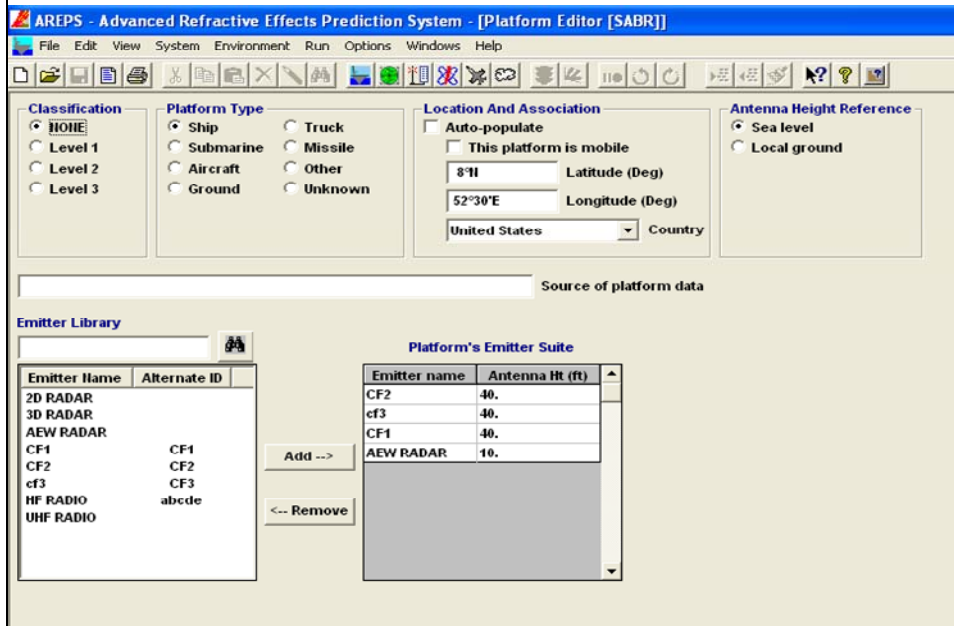 AREPS - Advanced Refractive Effects Prediction System - [Platform Editor [SABR]]
File Edit View System Environment Run Options Windows Help
Classification
NONE
Level 1
Level 2
Level 3
Platform Type
Ship
Submarine
Aircraft
Ground
Truck
Missile
Other
Unknown
Location And Association
Auto-populate
This platform is mobile
8°N Latitude (Deg)
52°30'E Longitude (Deg)
United States Country
Antenna Height Reference
Sea level
Local ground
Source of platform data
Emitter Library
Emitter Name Alternate ID
2D RADAR
3D RADAR
AEW RADAR
CF1 CF1
CF2 CF2
cf3 CF3
HF RADIO abcde
UHF RADIO
Add -->
<-- Remove
Platform's Emitter Suite
Emitter name Antenna Ht (ft)
CF2 40.
cf3 40.
CF1 40.
AEW RADAR 10.